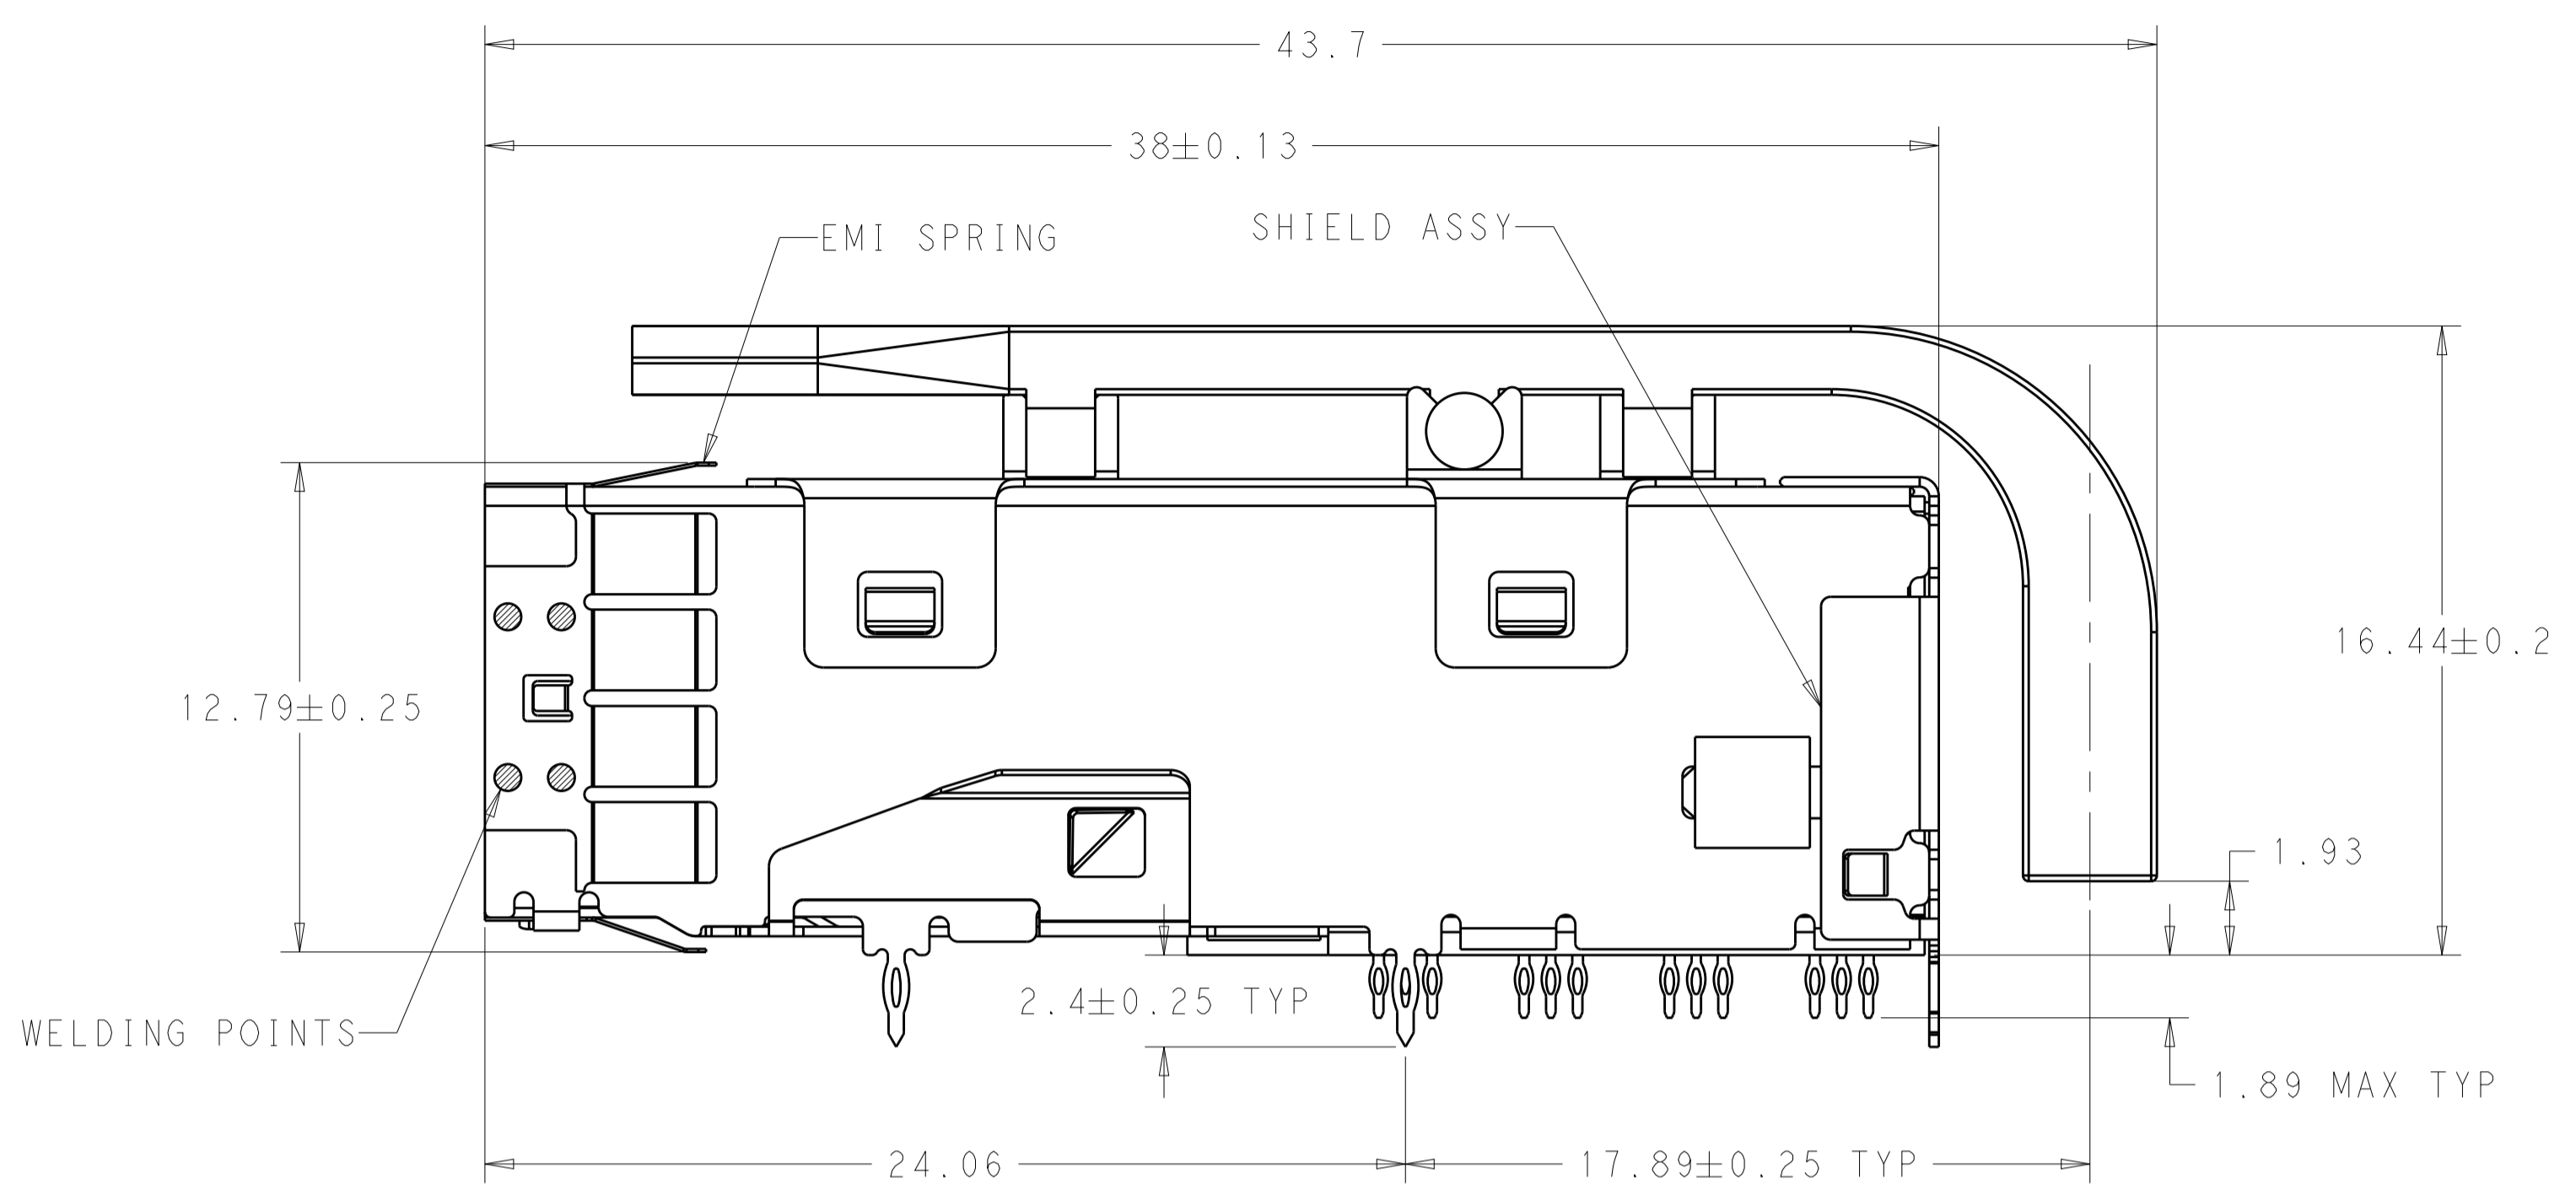 43.7
38±0.13
EMI SPRING
SHIELD ASSY
16.44±0.2
12.79±0.25
1.93
2.4±0.25 TYP
WELDING POINTS
1.89 MAX TYP
24.06
17.89±0.25 TYP